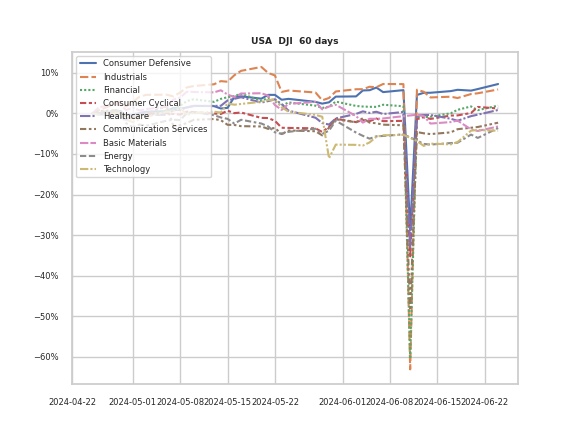 USA  DJI  60 days
10%
0%
−10%
−20%
−30%
−40%
−50%
−60%
Consumer Defensive
Industrials
Financial
Consumer Cyclical
Healthcare
Communication Services
Basic Materials
Energy
Technology
2024-04-22
2024-05-01
2024-05-08
2024-05-15
2024-05-22
2024-06-01
2024-06-08
2024-06-15
2024-06-22